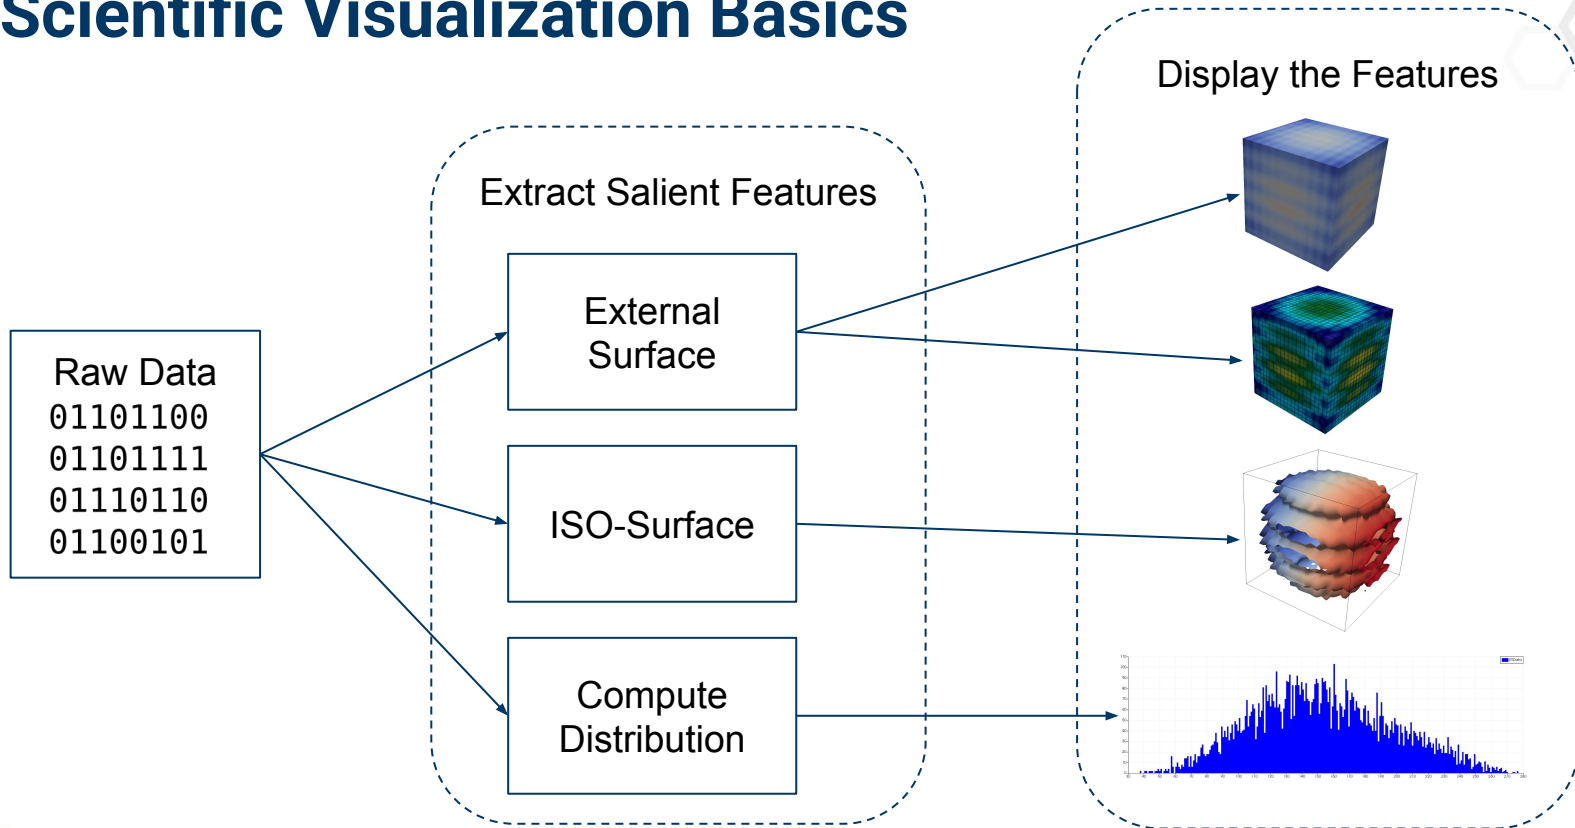 Scientific Visualization Basics
Display the Features
Extract Salient Features
External
Surface
Raw Data
01101100
01101111
01110110
01100101
ISO-Surface
Compute
Distribution